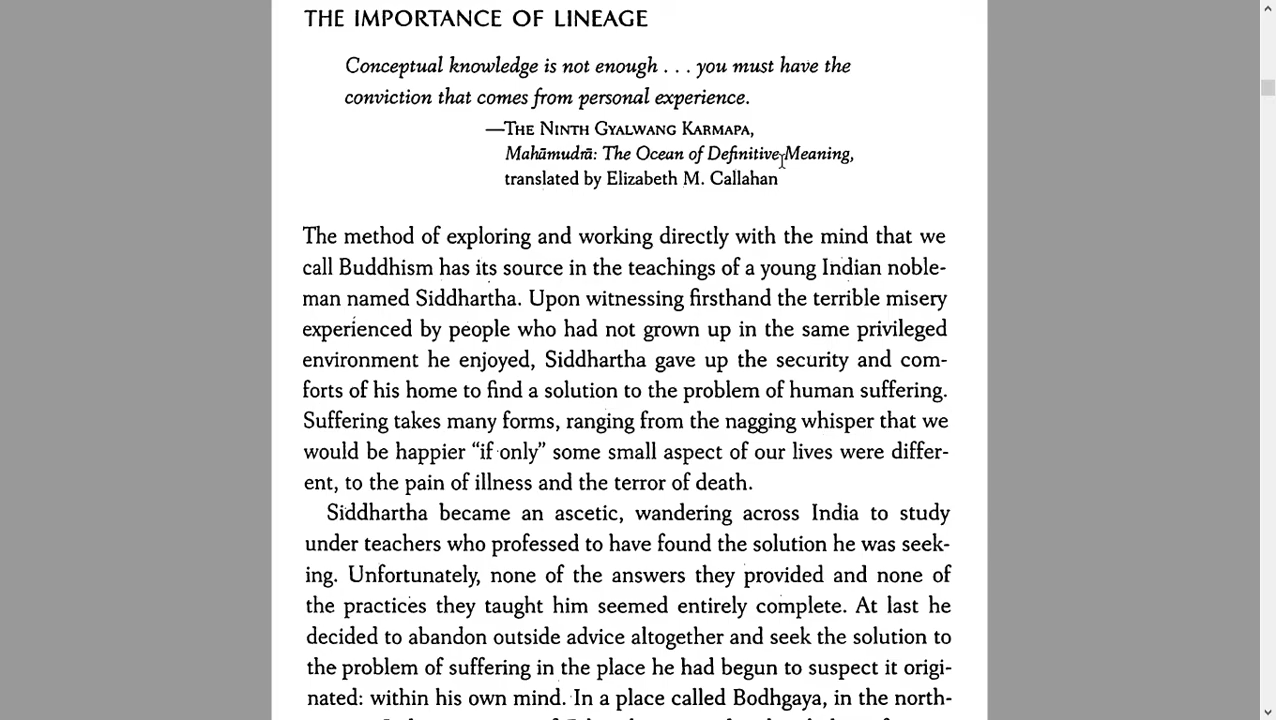 THE IMPORTANCE OF LINEAGE
Conceptual knowledge is not enough . . . you must have the
conviction that comes from personal experience.
—THE NINTH GYALWANG KARMAPA,
Mahāmudrā: The Ocean of Definitive Meaning,
translated by Elizabeth M. Callahan
The method of exploring and working directly with the mind that we
call Buddhism has its source in the teachings of a young Indian noble-
man named Siddhartha. Upon witnessing firsthand the terrible misery
experienced by people who had not grown up in the same privileged
environment he enjoyed, Siddhartha gave up the security and com-
forts of his home to find a solution to the problem of human suffering.
Suffering takes many forms, ranging from the nagging whisper that we
would be happier “if only” some small aspect of our lives were differ-
ent, to the pain of illness and the terror of death.
Siddhartha became an ascetic, wandering across India to study
under teachers who professed to have found the solution he was seek-
ing. Unfortunately, none of the answers they provided and none of
the practices they taught him seemed entirely complete. At last he
decided to abandon outside advice altogether and seek the solution to
the problem of suffering in the place he had begun to suspect it origi-
nated: within his own mind. In a place called Bodhgaya, in the north-